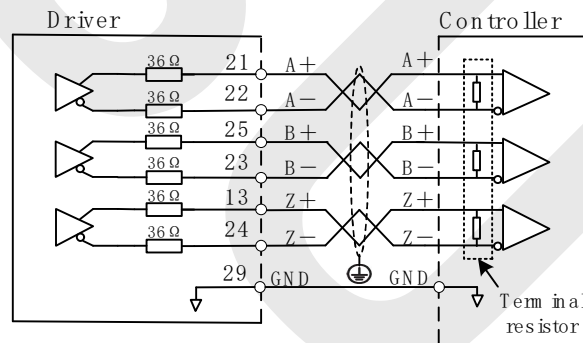 Driver
Controller
36Ω 21 A+ A+
36Ω 22 A− A−
36Ω 25 B+ B+
36Ω 23 B− B−
36Ω 13 Z+ Z+
36Ω 24 Z− Z−
29 GND GND
Terminal
resistor